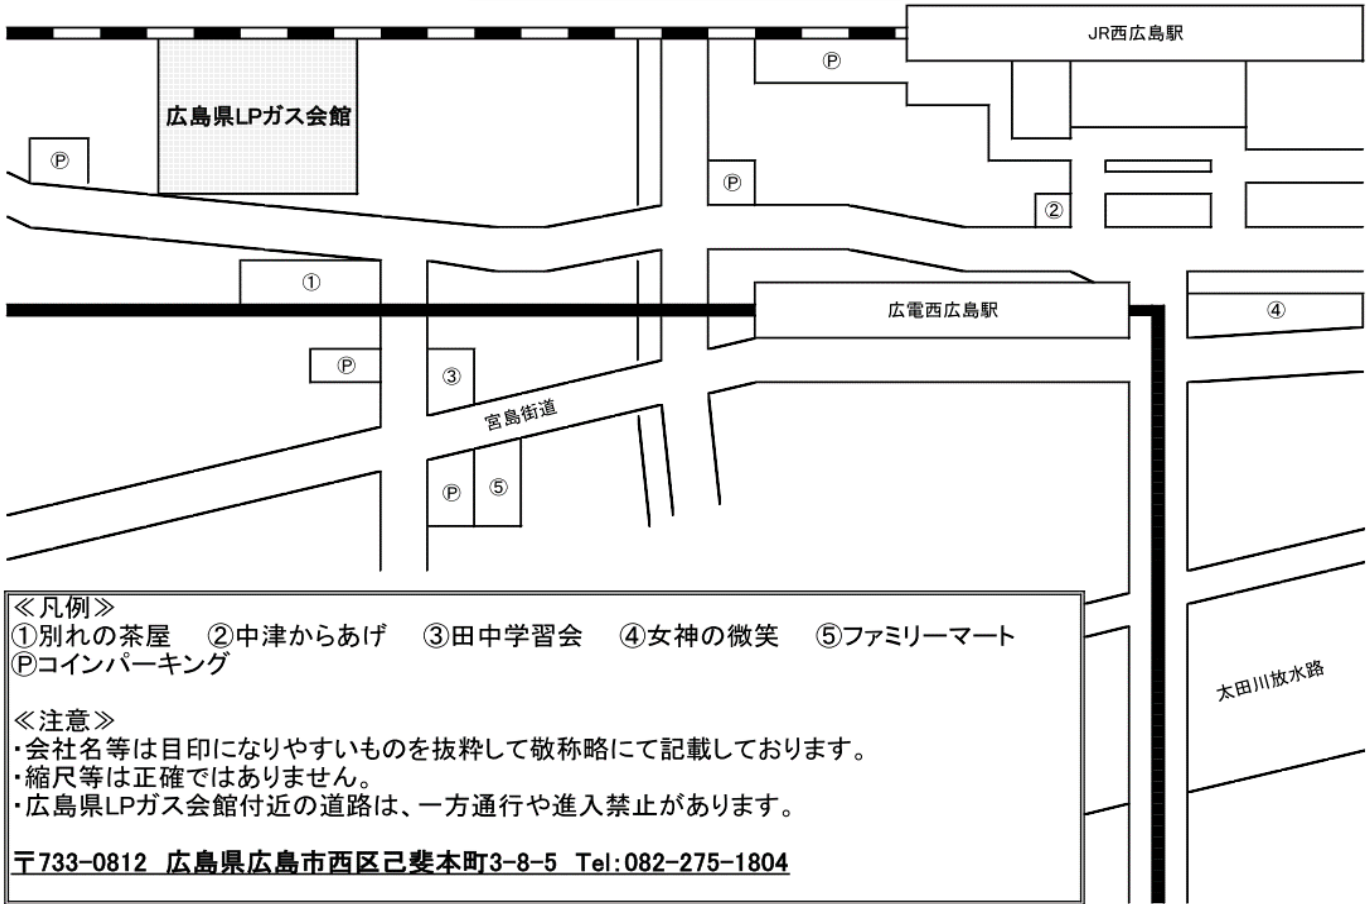 JR西広島駅
Ⓟ
広島県LPガス会館
Ⓟ
Ⓟ
②
①
広電西広島駅
④
Ⓟ
③
宮島街道
Ⓟ
⑤
≪凡例≫
①別れの茶屋 ②中津からあげ ③田中学習会 ④女神の微笑 ⑤ファミリーマート
Ⓟコインパーキング
太田川放水路
≪注意≫
・会社名等は目印になりやすいものを抜粋して敬称略にて記載しております。
・縮尺等は正確ではありません。
・広島県LPガス会館付近の道路は、一方通行や進入禁止があります。
〒733-0812 広島県広島市西区己斐本町3-8-5 Tel:082-275-1804